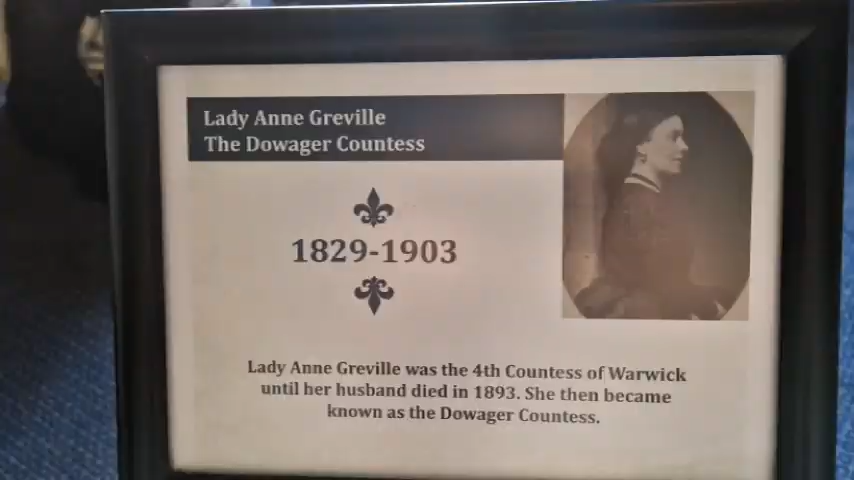 Lady Anne Greville
The Dowager Countess
1829-1903
Lady Anne Greville was the 4th Countess of Warwick
until her husband died in 1893. She then became
known as the Dowager Countess.